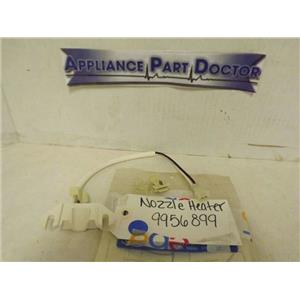 APPLIANCE PART DOCTOR
Nozzle Heater
9956899